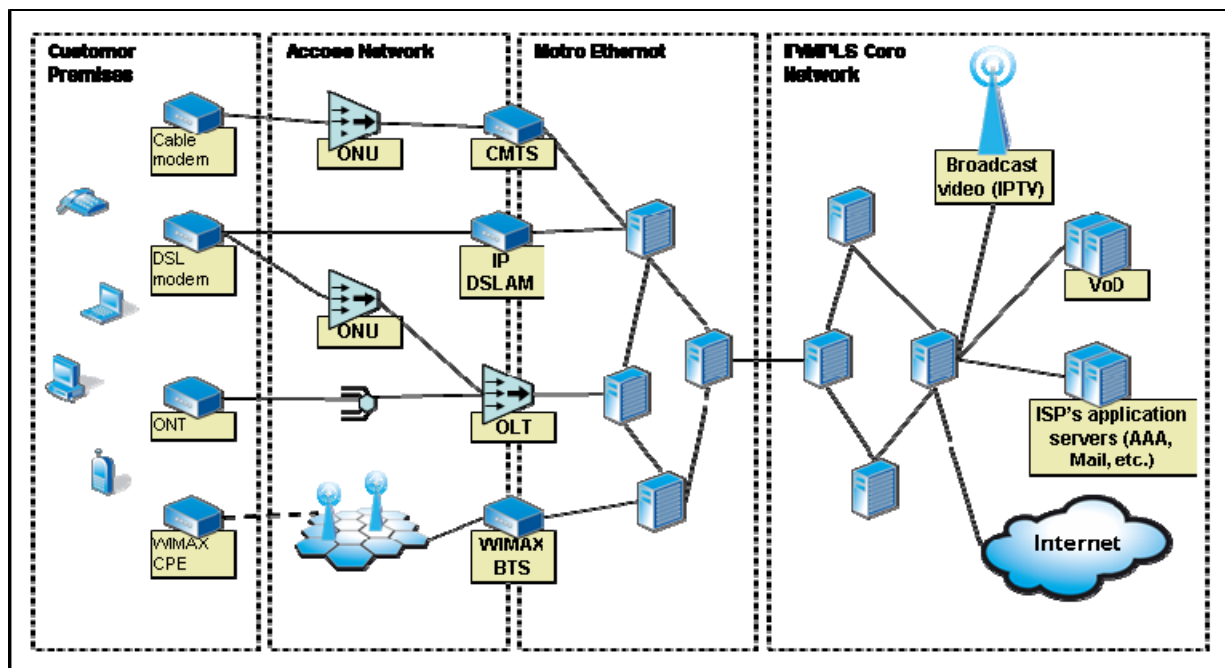 Customer
Premises
Access Network
Metro Ethernet
IP/MPLS Core
Network
Cable
modem
ONU
CMTS
Broadcast
video (IPTV)
DSL
modem
IP
DSLAM
ONU
VoD
ONT
OLT
ISP's application
servers (AAA,
Mail, etc.)
WIMAX
CPE
WIMAX
BTS
Internet